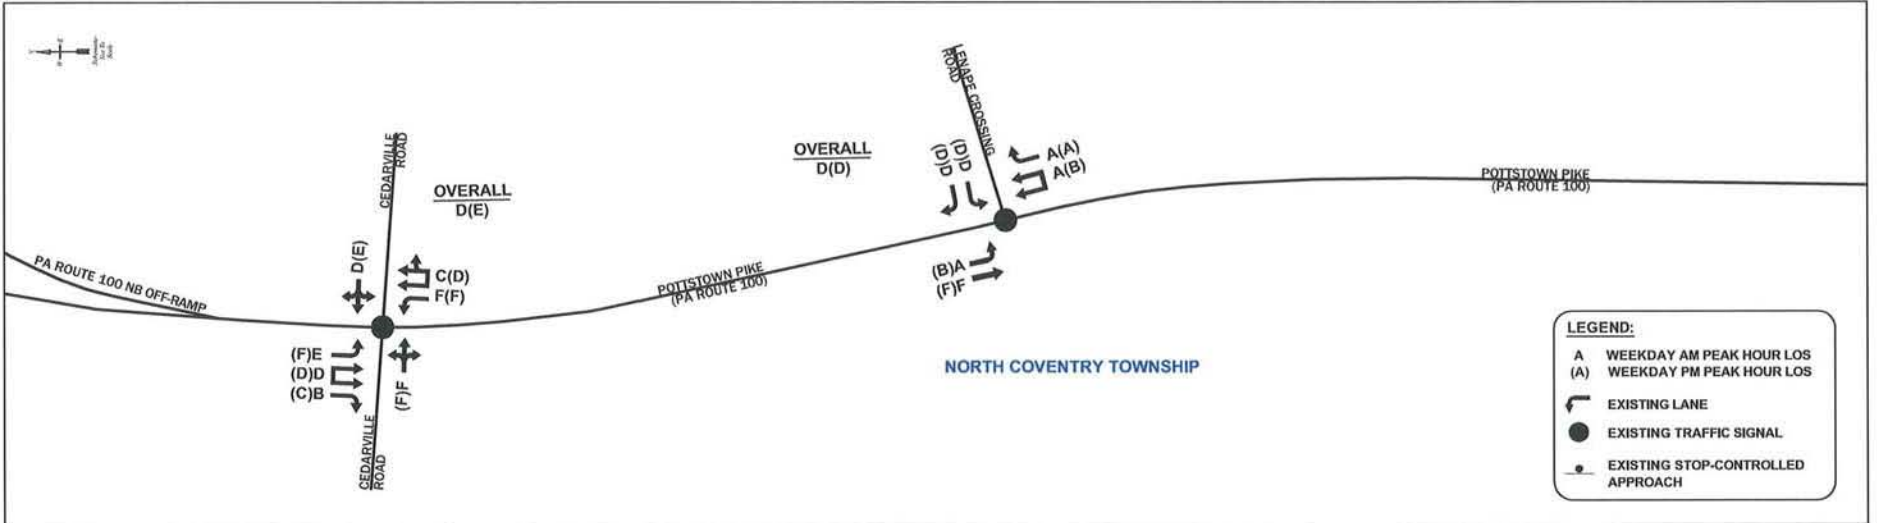 LENAPE CROSSING
ROAD
CEDARVILLE
ROAD
OVERALL
D(E)
OVERALL
D(D)
(D)D
(D)D
A(A)
A(B)
POTTSTOWN PIKE
(PA ROUTE 100)
D(E)
C(D)
F(F)
PA ROUTE 100 NB OFF-RAMP
POTTSTOWN PIKE
(PA ROUTE 100)
(B)A
(F)F
(F)E
(D)D
(C)B
(F)F
CEDARVILLE
ROAD
NORTH COVENTRY TOWNSHIP
LEGEND:
A WEEKDAY AM PEAK HOUR LOS
(A) WEEKDAY PM PEAK HOUR LOS
EXISTING LANE
EXISTING TRAFFIC SIGNAL
EXISTING STOP-CONTROLLED
APPROACH